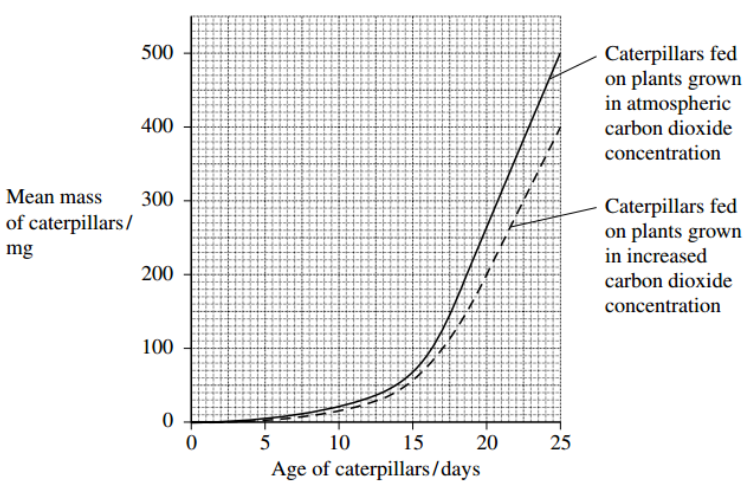 500
400
300
200
100
0
Mean mass
of caterpillars/
mg
0 5 10 15 20 25
Age of caterpillars/days
Caterpillars fed
on plants grown
in atmospheric
carbon dioxide
concentration
Caterpillars fed
on plants grown
in increased
carbon dioxide
concentration